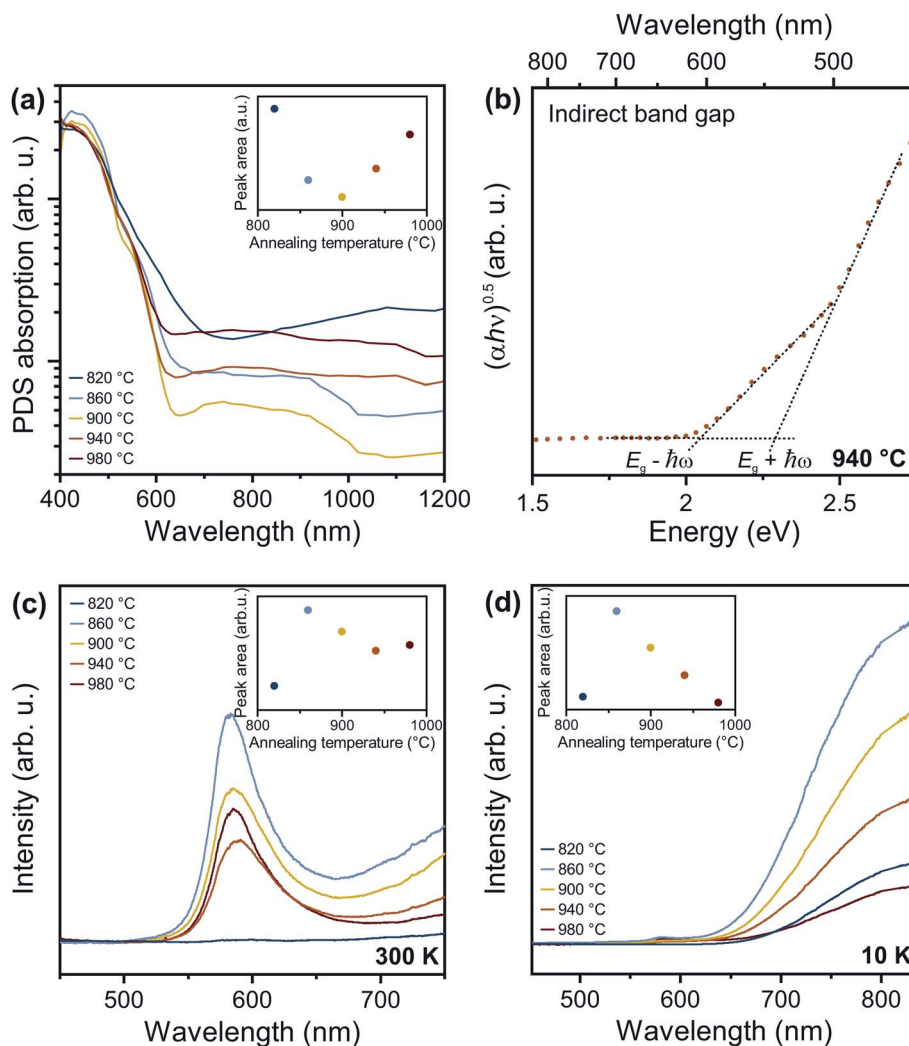 (a)
PDS absorption (arb. u.)
Peak area (a.u.)
800 900 1000
Annealing temperature (°C)
820 °C
860 °C
900 °C
940 °C
980 °C
400 600 800 1000 1200
Wavelength (nm)
(b)
Wavelength (nm)
800 700 600 500
Indirect band gap
(αhν)^0.5 (arb. u.)
E_g - ħω
E_g + ħω
940 °C
1.5 2 2.5
Energy (eV)
(c)
Intensity (arb. u.)
820 °C
860 °C
900 °C
940 °C
980 °C
Peak area (arb.u.)
800 900 1000
Annealing temperature (°C)
300 K
500 600 700
Wavelength (nm)
(d)
Intensity (arb. u.)
Peak area (arb.u.)
800 900 1000
Annealing temperature (°C)
820 °C
860 °C
900 °C
940 °C
980 °C
10 K
500 600 700 800
Wavelength (nm)